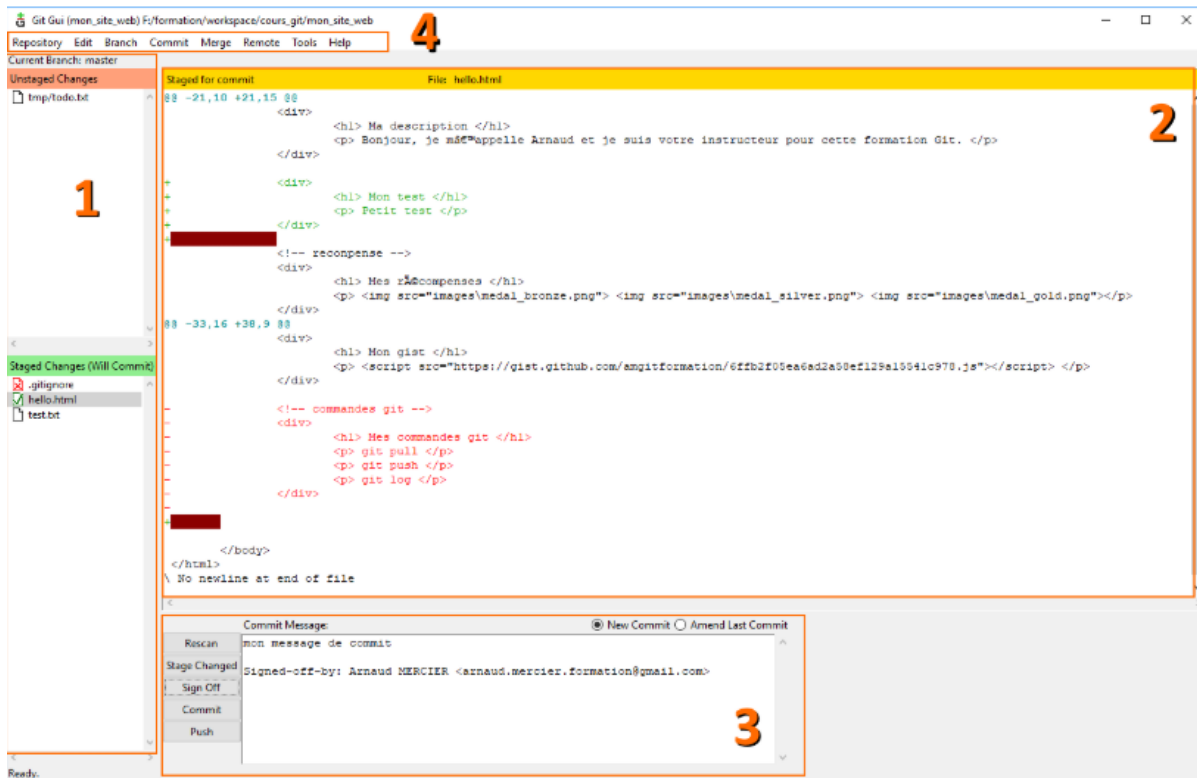 Git Gui (mon_site_web) F:/formation/workspace/cours_git/mon_site_web
Repository Edit Branch Commit Merge Remote Tools Help
4
Current Branch: master
Unstaged Changes
tmp/todo.txt
1
Staged Changes (Will Commit)
.gitignore
hello.html
test.txt
Staged for commit File: hello.html
2
@@ -21,10 +21,15 @@
<div>
<h1> Ma description </h1>
<p> Bonjour, je mâ€™appelle Arnaud et je suis votre instructeur pour cette formation Git. </p>
</div>
+
+ <div>
+ <h1> Mon test </h1>
+ <p> Petit test </p>
+ </div>
+
<!-- reconpense -->
<div>
<h1> Mes rÃ©compenses </h1>
<p> <img src="images\medal_bronze.png"> <img src="images\medal_silver.png"> <img src="images\medal_gold.png"></p>
</div>
@@ -33,16 +38,9 @@
<div>
<h1> Mon gist </h1>
<p> <script src="https://gist.github.com/amgitformation/6ffb2f05ea6ad2a58ef129a15541c978.js"></script> </p>
</div>
- <!-- commandes git -->
- <div>
- <h1> Mes commandes git </h1>
- <p> git pull </p>
- <p> git push </p>
- <p> git log </p>
- </div>
-
+
</body>
</html>
\ No newline at end of file
Commit Message: New Commit Amend Last Commit
Rescan
Stage Changed
Sign Off
Commit
Push
mon message de commit
Signed-off-by: Arnaud MERCIER <arnaud.mercier.formation@gmail.com>
3
Ready.